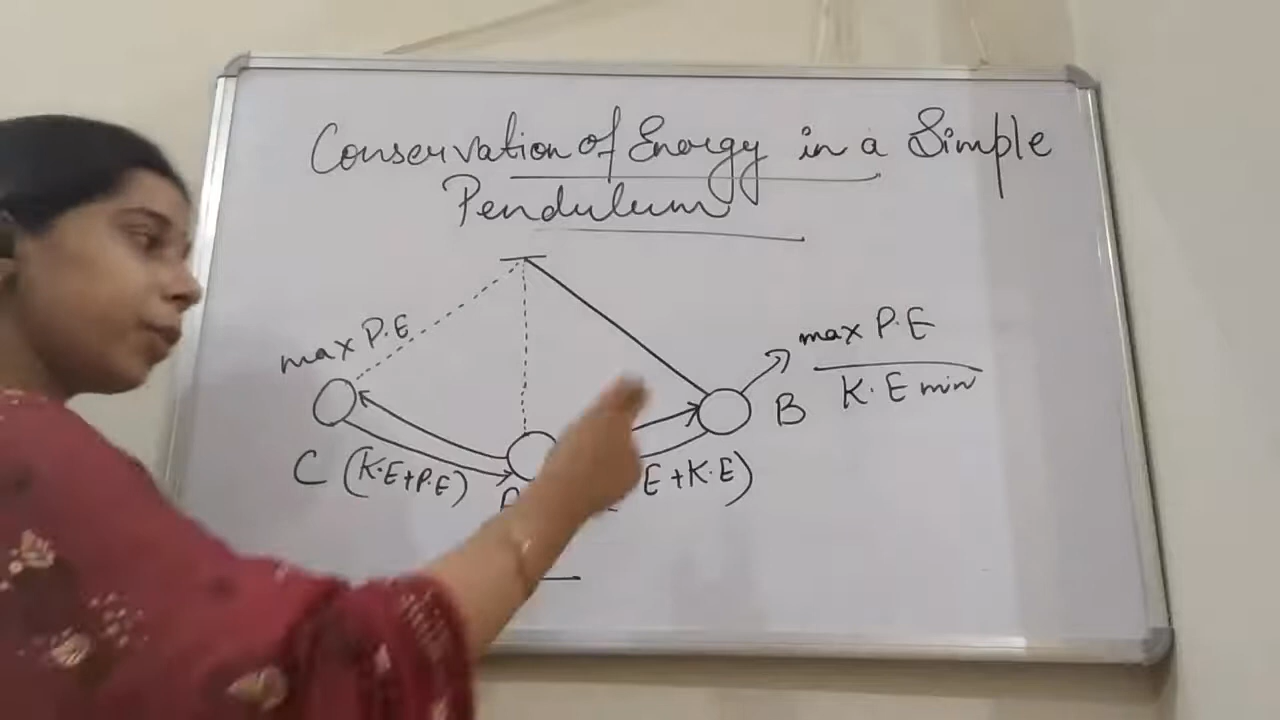 Conservation of Energy in a Simple
Pendulum
max P.E
max P.E
K.E min
B
C (K.E+P.E)
E+K.E)